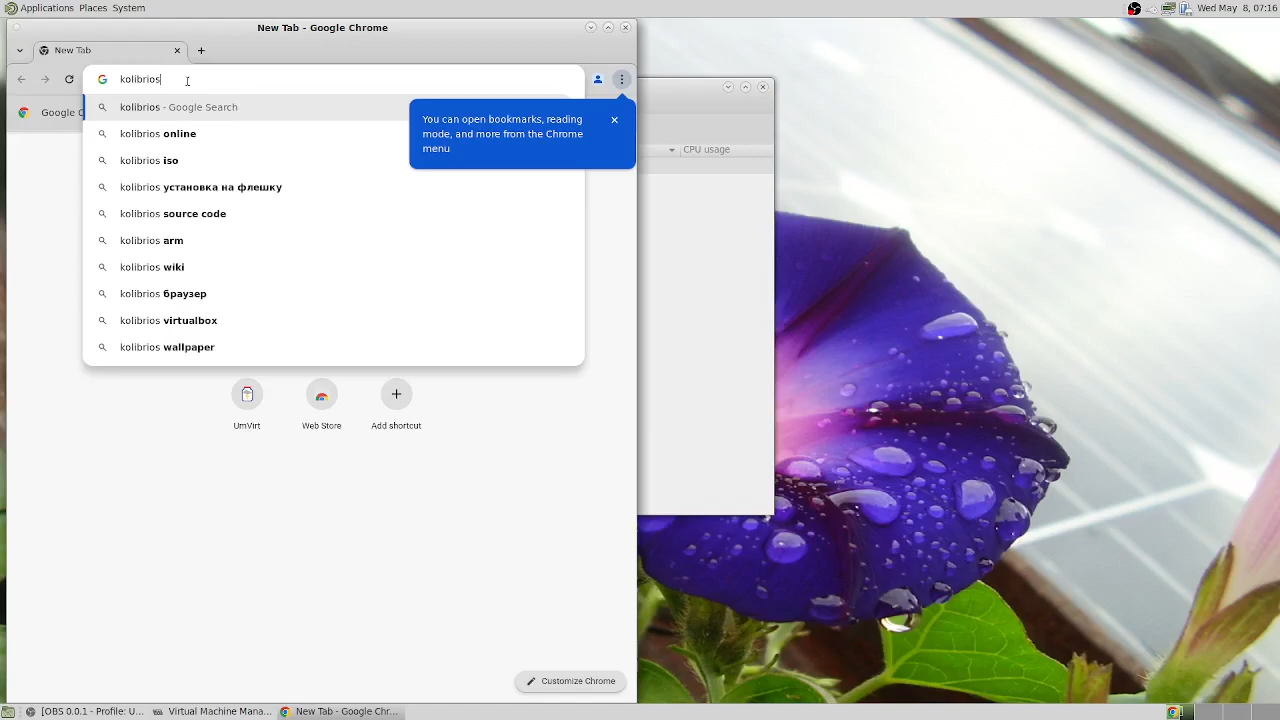 Applications Places System
Wed May 8, 07:16
New Tab - Google Chrome
New Tab
kolibrios
Google C
kolibrios - Google Search
kolibrios online
kolibrios iso
kolibrios установка на флешку
kolibrios source code
kolibrios arm
kolibrios wiki
kolibrios браузер
kolibrios virtualbox
kolibrios wallpaper
You can open bookmarks, reading
mode, and more from the Chrome
menu
CPU usage
UmVirt
Web Store
Add shortcut
Customize Chrome
[OBS 0.0.1 - Profile: U...
Virtual Machine Mana...
New Tab - Google Chr...